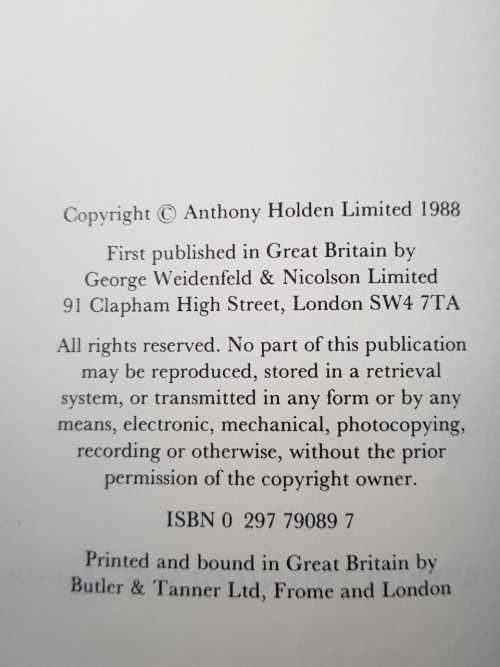 Copyright © Anthony Holden Limited 1988
First published in Great Britain by
George Weidenfeld & Nicolson Limited
91 Clapham High Street, London SW4 7TA
All rights reserved. No part of this publication
may be reproduced, stored in a retrieval
system, or transmitted in any form or by any
means, electronic, mechanical, photocopying,
recording or otherwise, without the prior
permission of the copyright owner.
ISBN 0 297 79089 7
Printed and bound in Great Britain by
Butler & Tanner Ltd, Frome and London